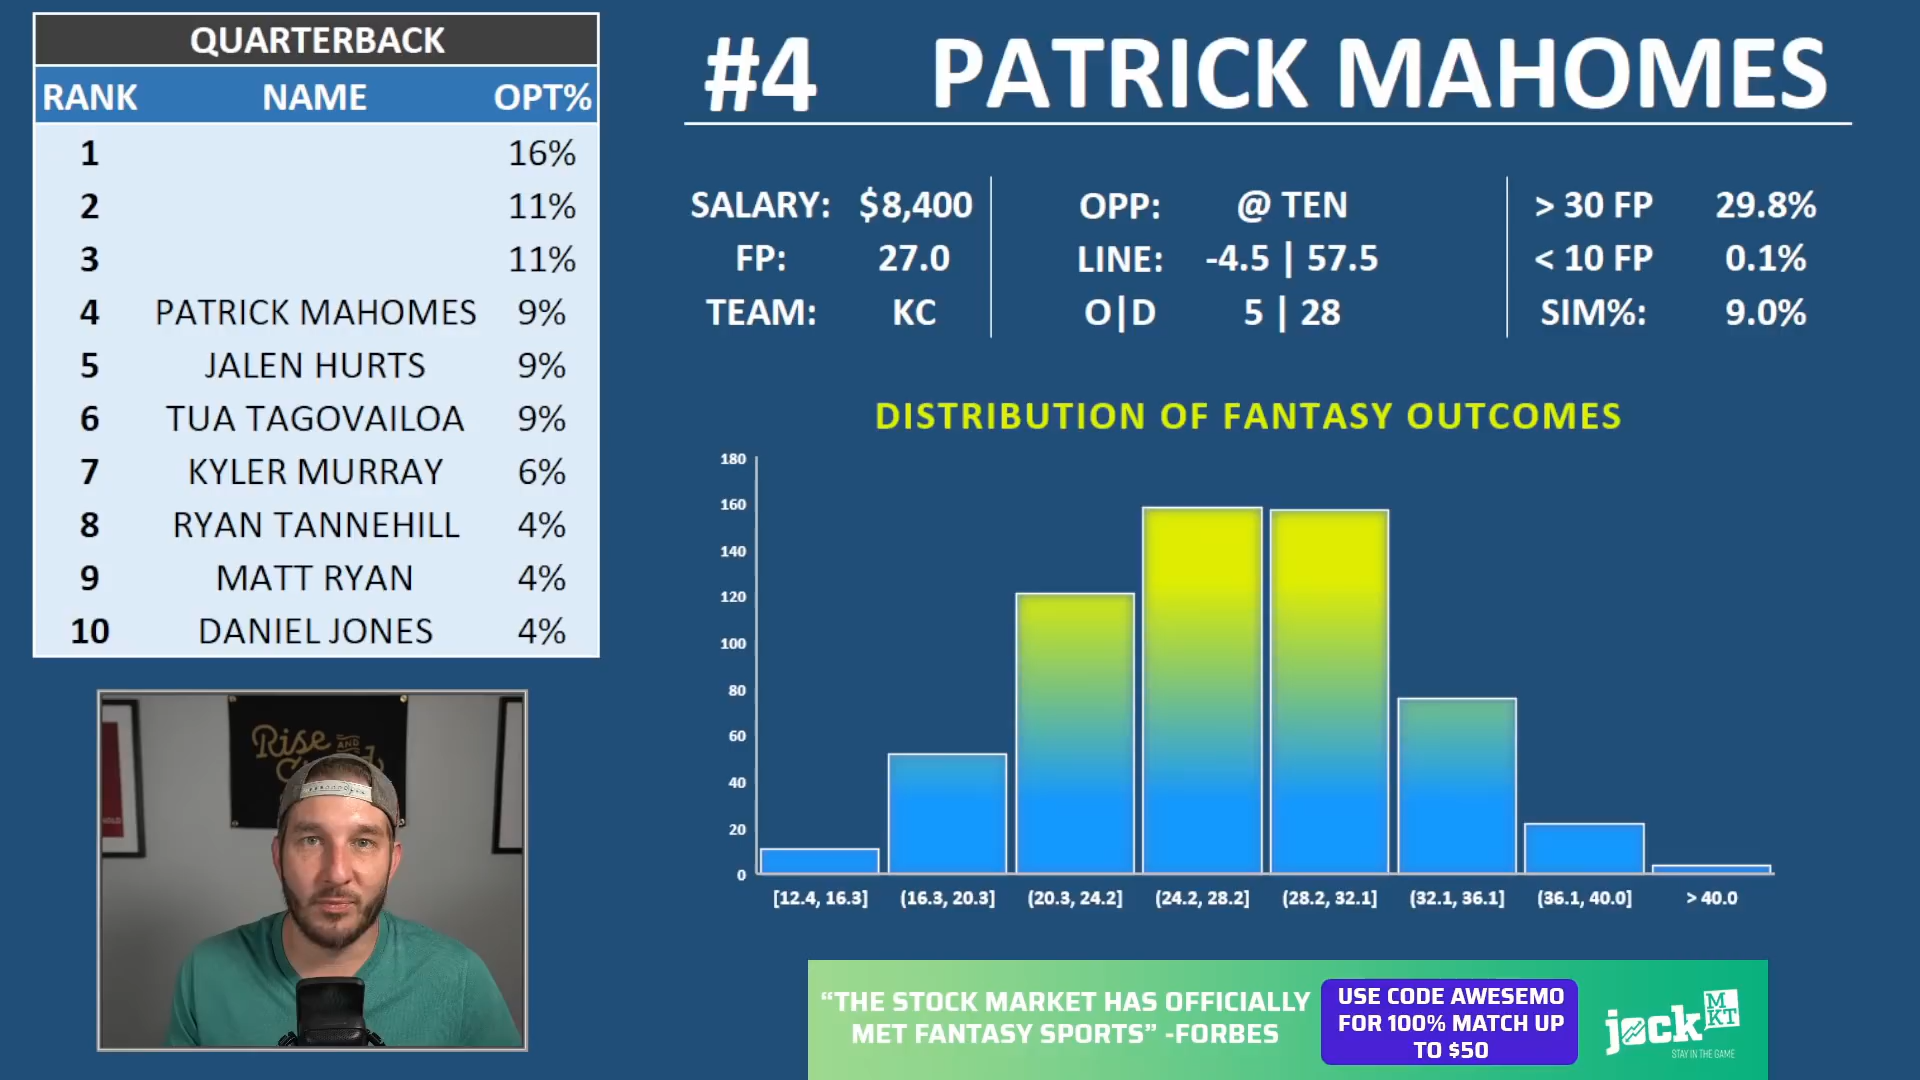 QUARTERBACK
RANK NAME OPT%
1 16%
2 11%
3 11%
4 PATRICK MAHOMES 9%
5 JALEN HURTS 9%
6 TUA TAGOVAILOA 9%
7 KYLER MURRAY 6%
8 RYAN TANNEHILL 4%
9 MATT RYAN 4%
10 DANIEL JONES 4%
#4 PATRICK MAHOMES
SALARY: $8,400
FP: 27.0
TEAM: KC
OPP: @ TEN
LINE: -4.5 | 57.5
O|D 5 | 28
> 30 FP 29.8%
< 10 FP 0.1%
SIM%: 9.0%
DISTRIBUTION OF FANTASY OUTCOMES
180
160
140
120
100
80
60
40
20
0
[12.4, 16.3] (16.3, 20.3] (20.3, 24.2] (24.2, 28.2] (28.2, 32.1] (32.1, 36.1] (36.1, 40.0] > 40.0
Rise AND
“THE STOCK MARKET HAS OFFICIALLY
MET FANTASY SPORTS” -FORBES
USE CODE AWESEMO
FOR 100% MATCH UP
TO $50
jock MKT
STAY IN THE GAME